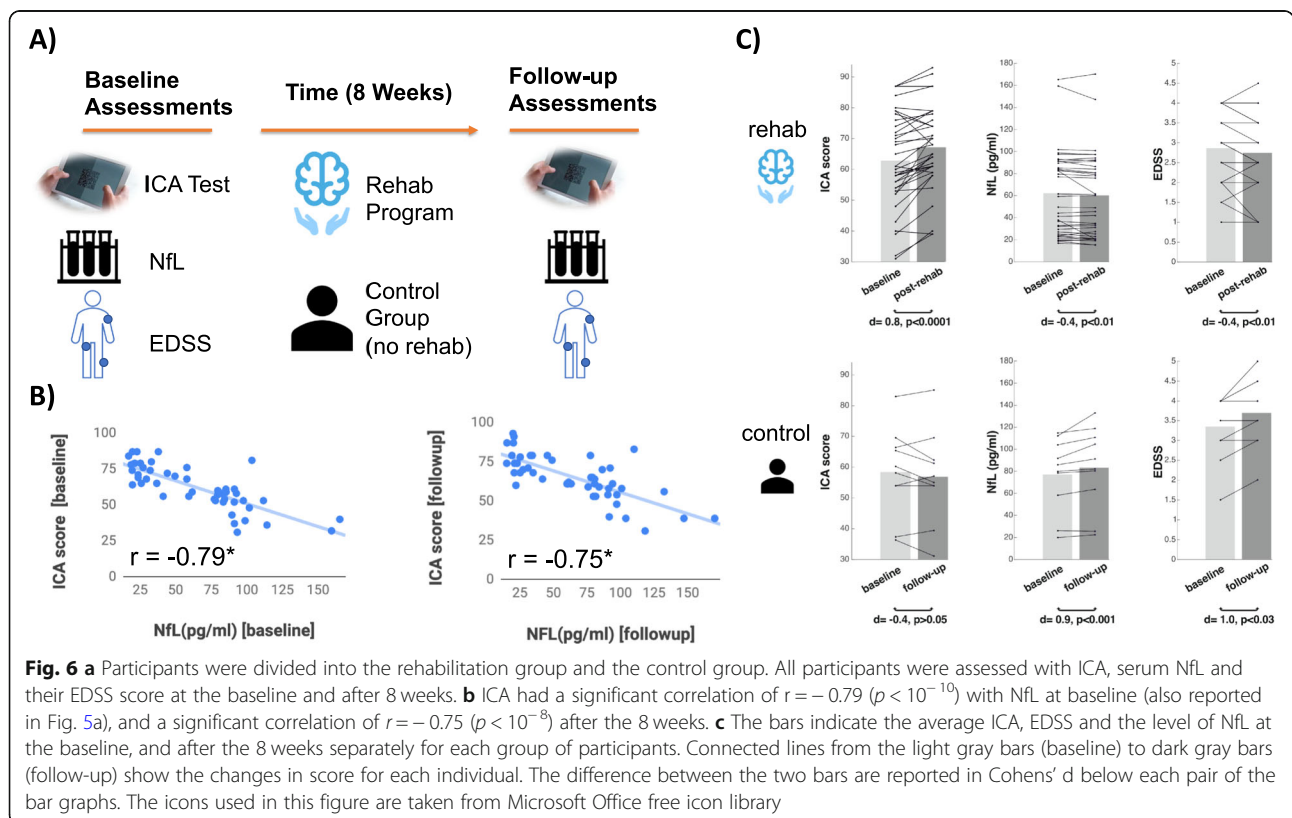 A)
Baseline
Assessments
Time (8 Weeks)
Follow-up
Assessments
ICA Test
NfL
EDSS
Rehab
Program
Control
Group
(no rehab)
B)
ICA score [baseline]
100
75
50
25
0
r = -0.79*
25 50 75 100 125 150
NfL(pg/ml) [baseline]
ICA score [followup]
100
75
50
25
0
r = -0.75*
25 50 75 100 125 150
NFL(pg/ml) [followup]
C)
rehab
ICA score
90
80
70
60
50
40
30
baseline
post-rehab
d= 0.8, p<0.0001
NfL (pg/ml)
180
160
140
120
100
80
60
40
20
0
baseline
post-rehab
-0.4, p<0.01
EDSS
5
4.5
4
3.5
3
2.5
2
1.5
1
0.5
0
baseline
post-rehab
d= -0.4, p<0.01
control
ICA score
90
80
70
60
50
40
30
baseline
follow-up
d= -0.4, p>0.05
NfL (pg/ml)
180
160
140
120
100
80
60
40
20
0
baseline
follow-up
d= 0.9, p<0.001
EDSS
5
4.5
4
3.5
3
2.5
2
1.5
1
0.5
0
baseline
follow-up
d= 1.0, p<0.03
Fig. 6 a Participants were divided into the rehabilitation group and the control group. All participants were assessed with ICA, serum NfL and
their EDSS score at the baseline and after 8 weeks. b ICA had a significant correlation of r = − 0.79 (p < 10⁻¹⁰) with NfL at baseline (also reported
in Fig. 5a), and a significant correlation of r = − 0.75 (p < 10⁻⁸) after the 8 weeks. c The bars indicate the average ICA, EDSS and the level of NfL at
the baseline, and after the 8 weeks separately for each group of participants. Connected lines from the light gray bars (baseline) to dark gray bars
(follow-up) show the changes in score for each individual. The difference between the two bars are reported in Cohens' d below each pair of the
bar graphs. The icons used in this figure are taken from Microsoft Office free icon library